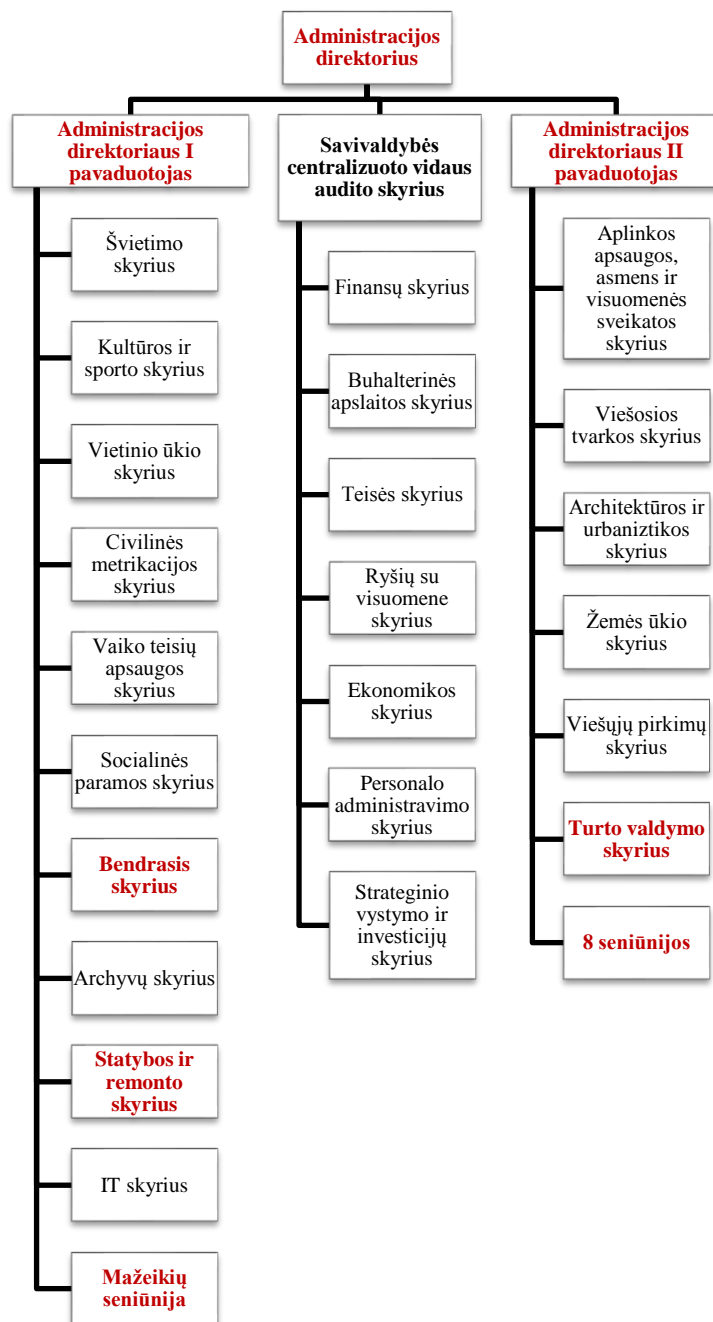 Administracijos
direktorius
Administracijos
direktoriaus I
pavaduotojas
Švietimo
skyrius
Kultūros ir
sporto skyrius
Vietinio ūkio
skyrius
Civilinės
metrikacijos
skyrius
Vaiko teisių
apsaugos
skyrius
Socialinės
paramos skyrius
Bendrasis
skyrius
Archyvų skyrius
Statybos ir
remonto
skyrius
IT skyrius
Mažeikių
seniūnija
Savivaldybės
centralizuoto vidaus
audito skyrius
Finansų skyrius
Buhalterinės
apslaitos skyrius
Teisės skyrius
Ryšių su
visuomene
skyrius
Ekonomikos
skyrius
Personalo
administravimo
skyrius
Strateginio
vystymo ir
investicijų
skyrius
Administracijos
direktoriaus II
pavaduotojas
Aplinkos
apsaugos,
asmens ir
visuomenės
sveikatos
skyrius
Viešosios
tvarkos skyrius
Architektūros ir
urbaniztikos
skyrius
Žemės ūkio
skyrius
Viešųjų pirkimų
skyrius
Turto valdymo
skyrius
8 seniūnijos